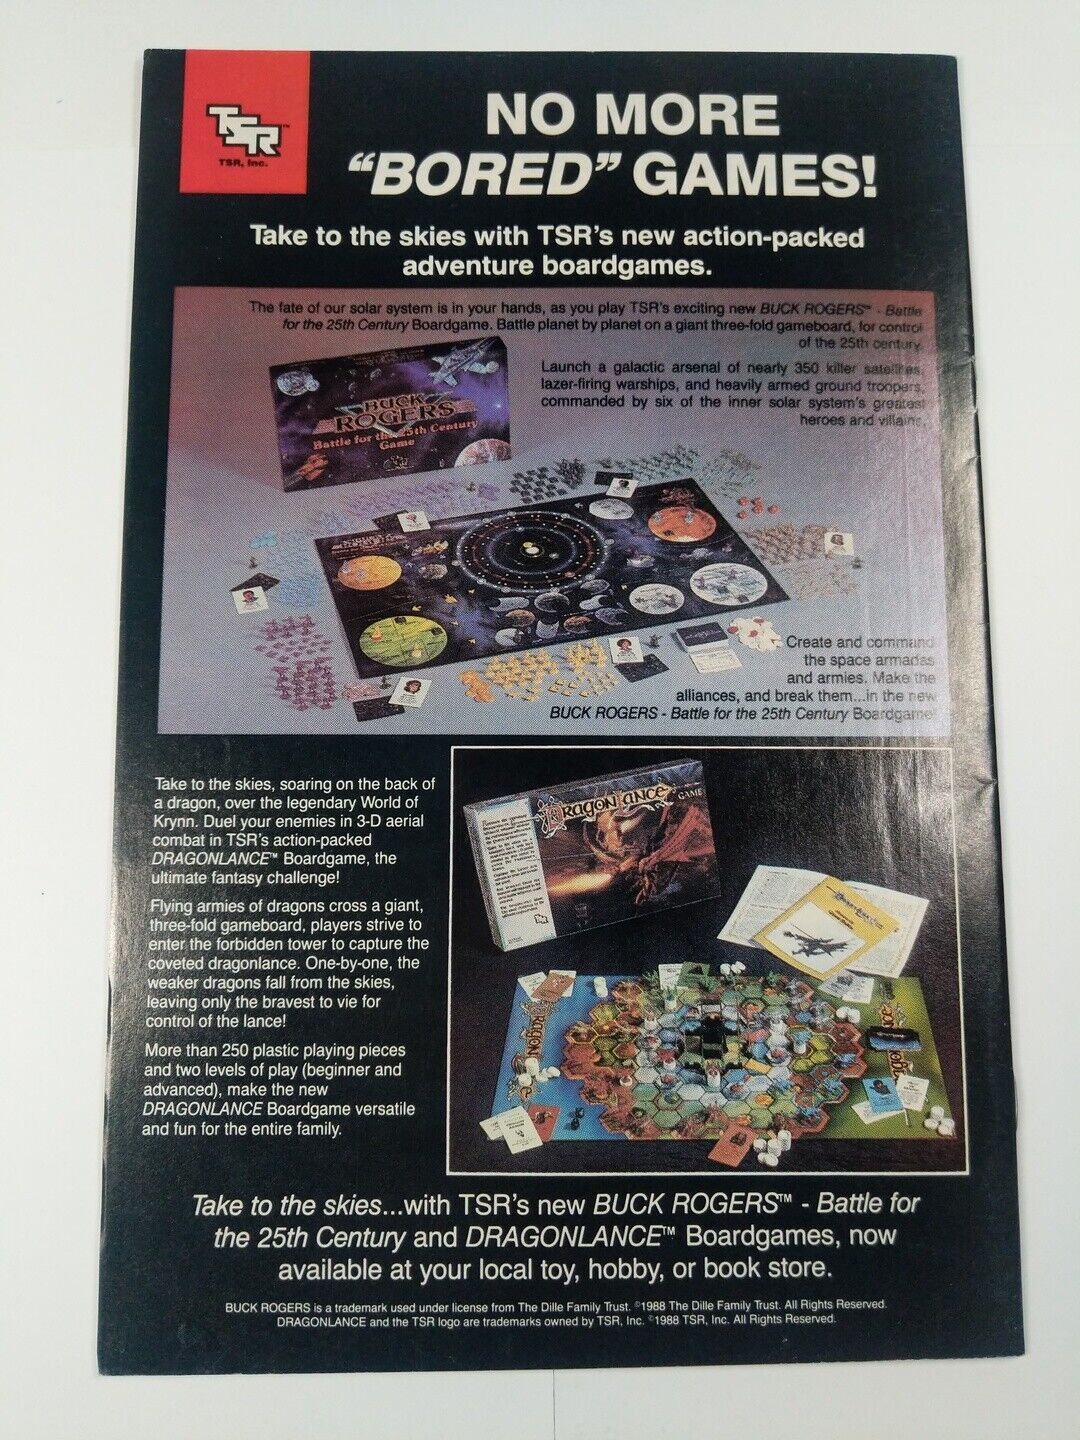 TSR™
TSR, Inc.
NO MORE
“BORED” GAMES!
Take to the skies with TSR’s new action-packed
adventure boardgames.
The fate of our solar system is in your hands, as you play TSR’s exciting new BUCK ROGERS™ - Battle
for the 25th Century Boardgame. Battle planet by planet on a giant three-fold gameboard, for control
of the 25th century.
Launch a galactic arsenal of nearly 350 killer satellites,
lazer-firing warships, and heavily armed ground troopers,
commanded by six of the inner solar system’s greatest
heroes and villains.
BUCK
ROGERS
Battle for the 25th Century
Game
Create and command
the space armadas
and armies. Make the
alliances, and break them...in the new
BUCK ROGERS - Battle for the 25th Century Boardgame!
Take to the skies, soaring on the back of
a dragon, over the legendary World of
Krynn. Duel your enemies in 3-D aerial
combat in TSR’s action-packed
DRAGONLANCE™ Boardgame, the
ultimate fantasy challenge!
Flying armies of dragons cross a giant,
three-fold gameboard, players strive to
enter the forbidden tower to capture the
coveted dragonlance. One-by-one, the
weaker dragons fall from the skies,
leaving only the bravest to vie for
control of the lance!
More than 250 plastic playing pieces
and two levels of play (beginner and
advanced), make the new
DRAGONLANCE Boardgame versatile
and fun for the entire family.
DRAGONLANCE
GAME
Take to the skies...with TSR’s new BUCK ROGERS™ - Battle for
the 25th Century and DRAGONLANCE™ Boardgames, now
available at your local toy, hobby, or book store.
BUCK ROGERS is a trademark used under license from The Dille Family Trust. ©1988 The Dille Family Trust. All Rights Reserved.
DRAGONLANCE and the TSR logo are trademarks owned by TSR, Inc. ©1988 TSR, Inc. All Rights Reserved.